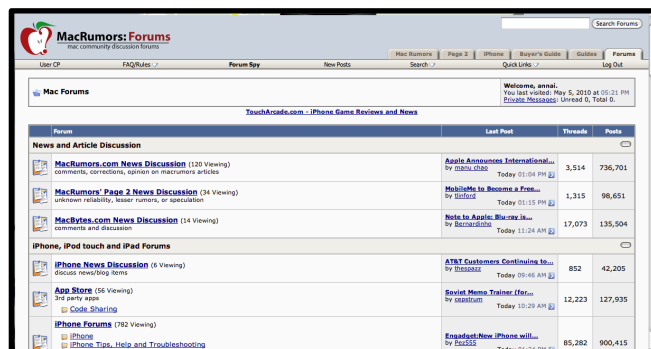 Search Forums
MacRumors: Forums
mac community discussion forums
Mac Rumors Page 2 iPhone Buyer's Guide Guides Forums
User CP FAQ/Rules Forum Spy New Posts Search Quick Links Log Out
Mac Forums
Welcome, annai.
You last visited: May 5, 2010 at 05:21 PM
Private Messages: Unread 0, Total 0.
TouchArcade.com - iPhone Game Reviews and News
Forum Last Post Threads Posts
News and Article Discussion
MacRumors.com News Discussion (120 Viewing)
comments, corrections, opinion on macrumors articles
Apple Announces International...
by manu chao
Today 01:04 PM
3,514 736,701
MacRumors' Page 2 News Discussion (34 Viewing)
unknown reliability, lesser rumors, or speculation
MobileMe to Become a Free...
by tlinford
Today 01:15 PM
1,315 98,651
MacBytes.com News Discussion (14 Viewing)
comments and discussion
Note to Apple: Blu-ray is...
by Bernardinho
Today 11:24 AM
17,073 135,504
iPhone, iPod touch and iPad Forums
iPhone News Discussion (6 Viewing)
discuss news/blog items
AT&T Customers Continuing to...
by thespazz
Today 09:46 AM
852 42,205
App Store (56 Viewing)
3rd party apps
Code Sharing
Soviet Memo Trainer (for...
by cepstrum
Today 10:29 AM
12,223 127,935
iPhone Forums (782 Viewing)
iPhone
iPhone Tips, Help and Troubleshooting
Engadget:New iPhone will...
by Pez555
85,282 900,415